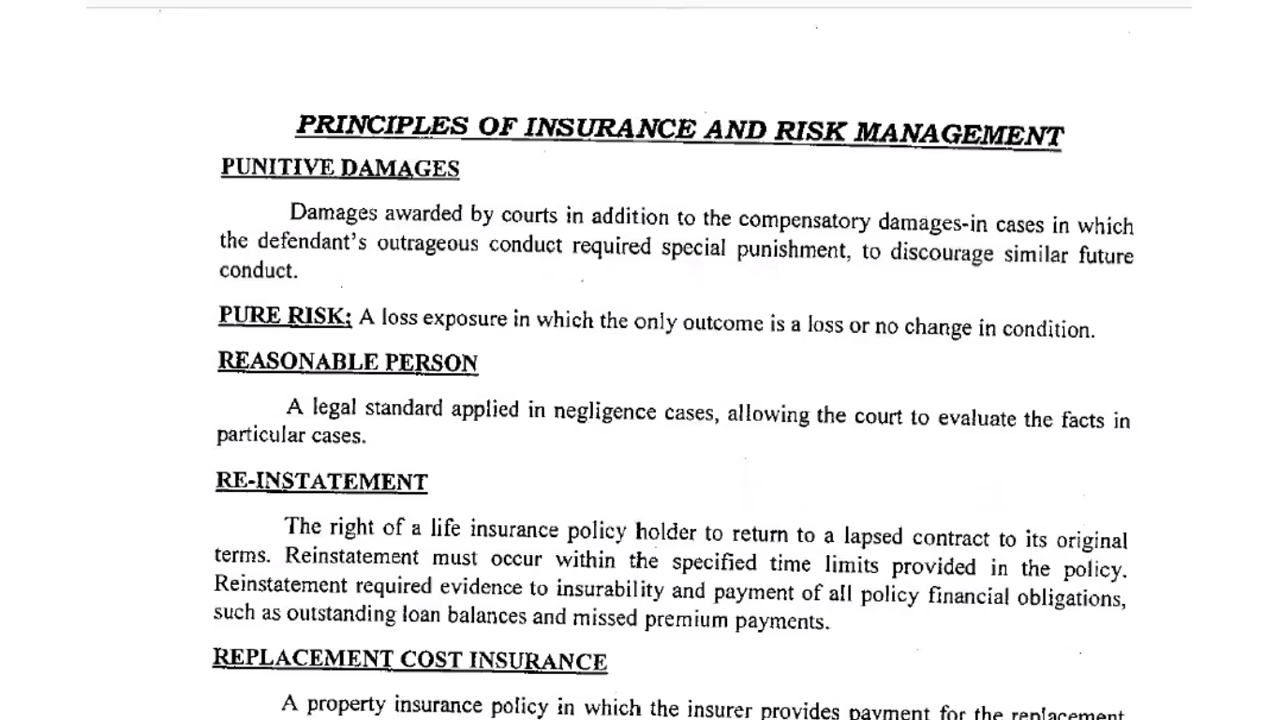 PRINCIPLES OF INSURANCE AND RISK MANAGEMENT
PUNITIVE DAMAGES
Damages awarded by courts in addition to the compensatory damages-in cases in which
the defendant's outrageous conduct required special punishment, to discourage similar future
conduct.
PURE RISK; A loss exposure in which the only outcome is a loss or no change in condition.
REASONABLE PERSON
A legal standard applied in negligence cases, allowing the court to evaluate the facts in
particular cases.
RE-INSTATEMENT
The right of a life insurance policy holder to return to a lapsed contract to its original
terms. Reinstatement must occur within the specified time limits provided in the policy.
Reinstatement required evidence to insurability and payment of all policy financial obligations,
such as outstanding loan balances and missed premium payments.
REPLACEMENT COST INSURANCE
A property insurance policy in which the insurer provides payment for the replacement